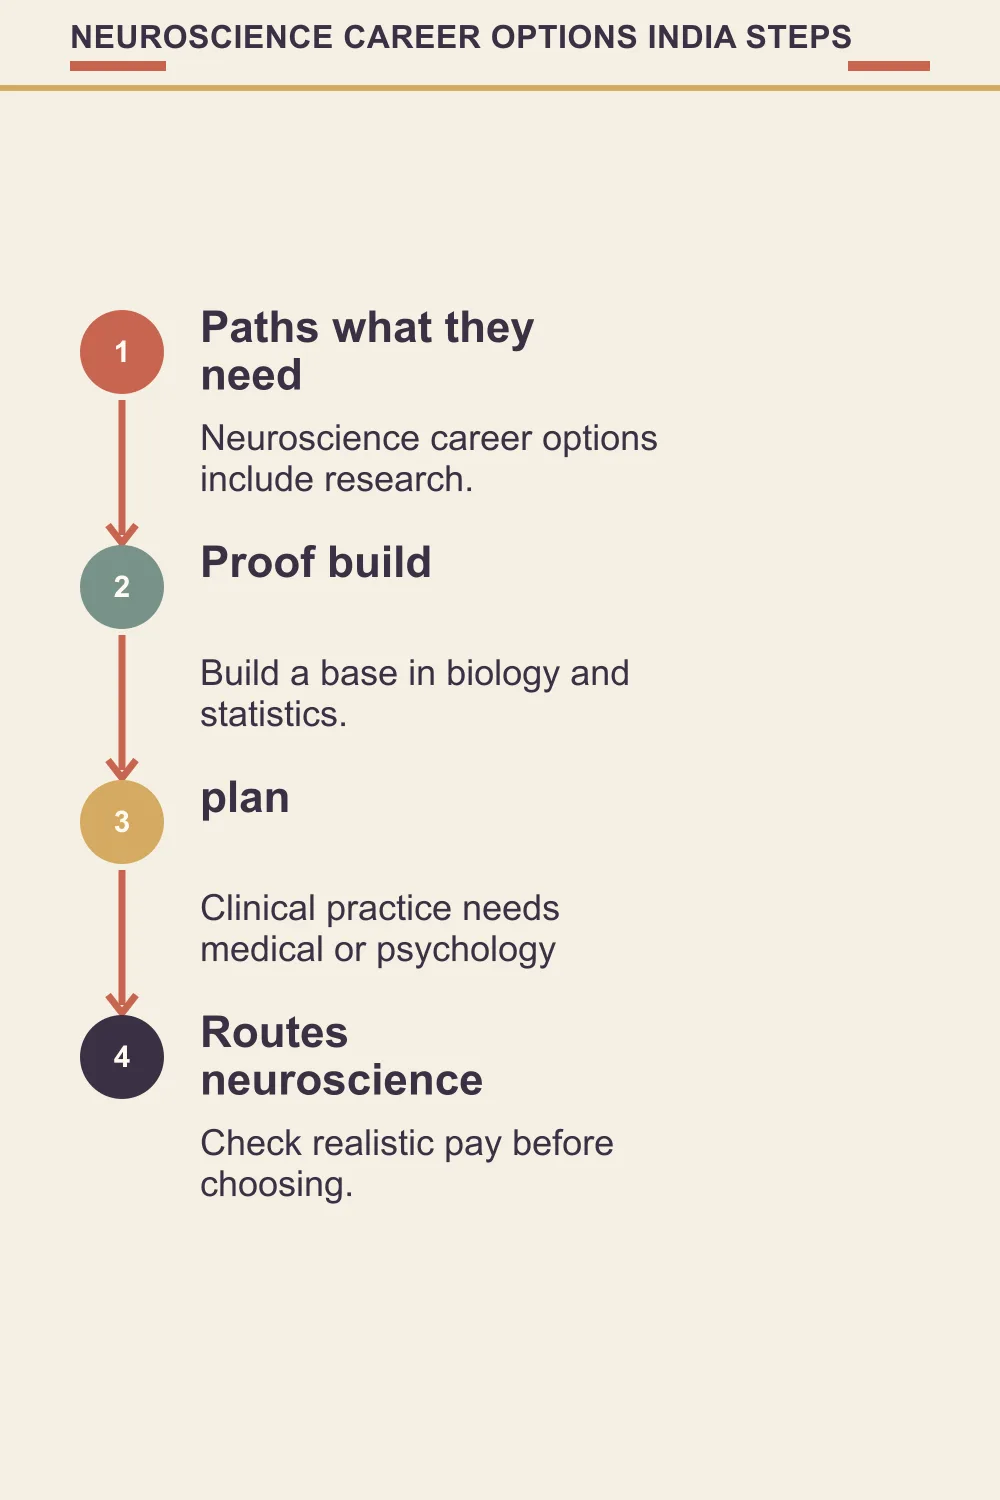 NEUROSCIENCE CAREER OPTIONS INDIA STEPS
1
Paths what they
need
Neuroscience career options
include research.
2
Proof build
Build a base in biology and
statistics.
3
plan
Clinical practice needs
medical or psychology
4
Routes
neuroscience
Check realistic pay before
choosing.